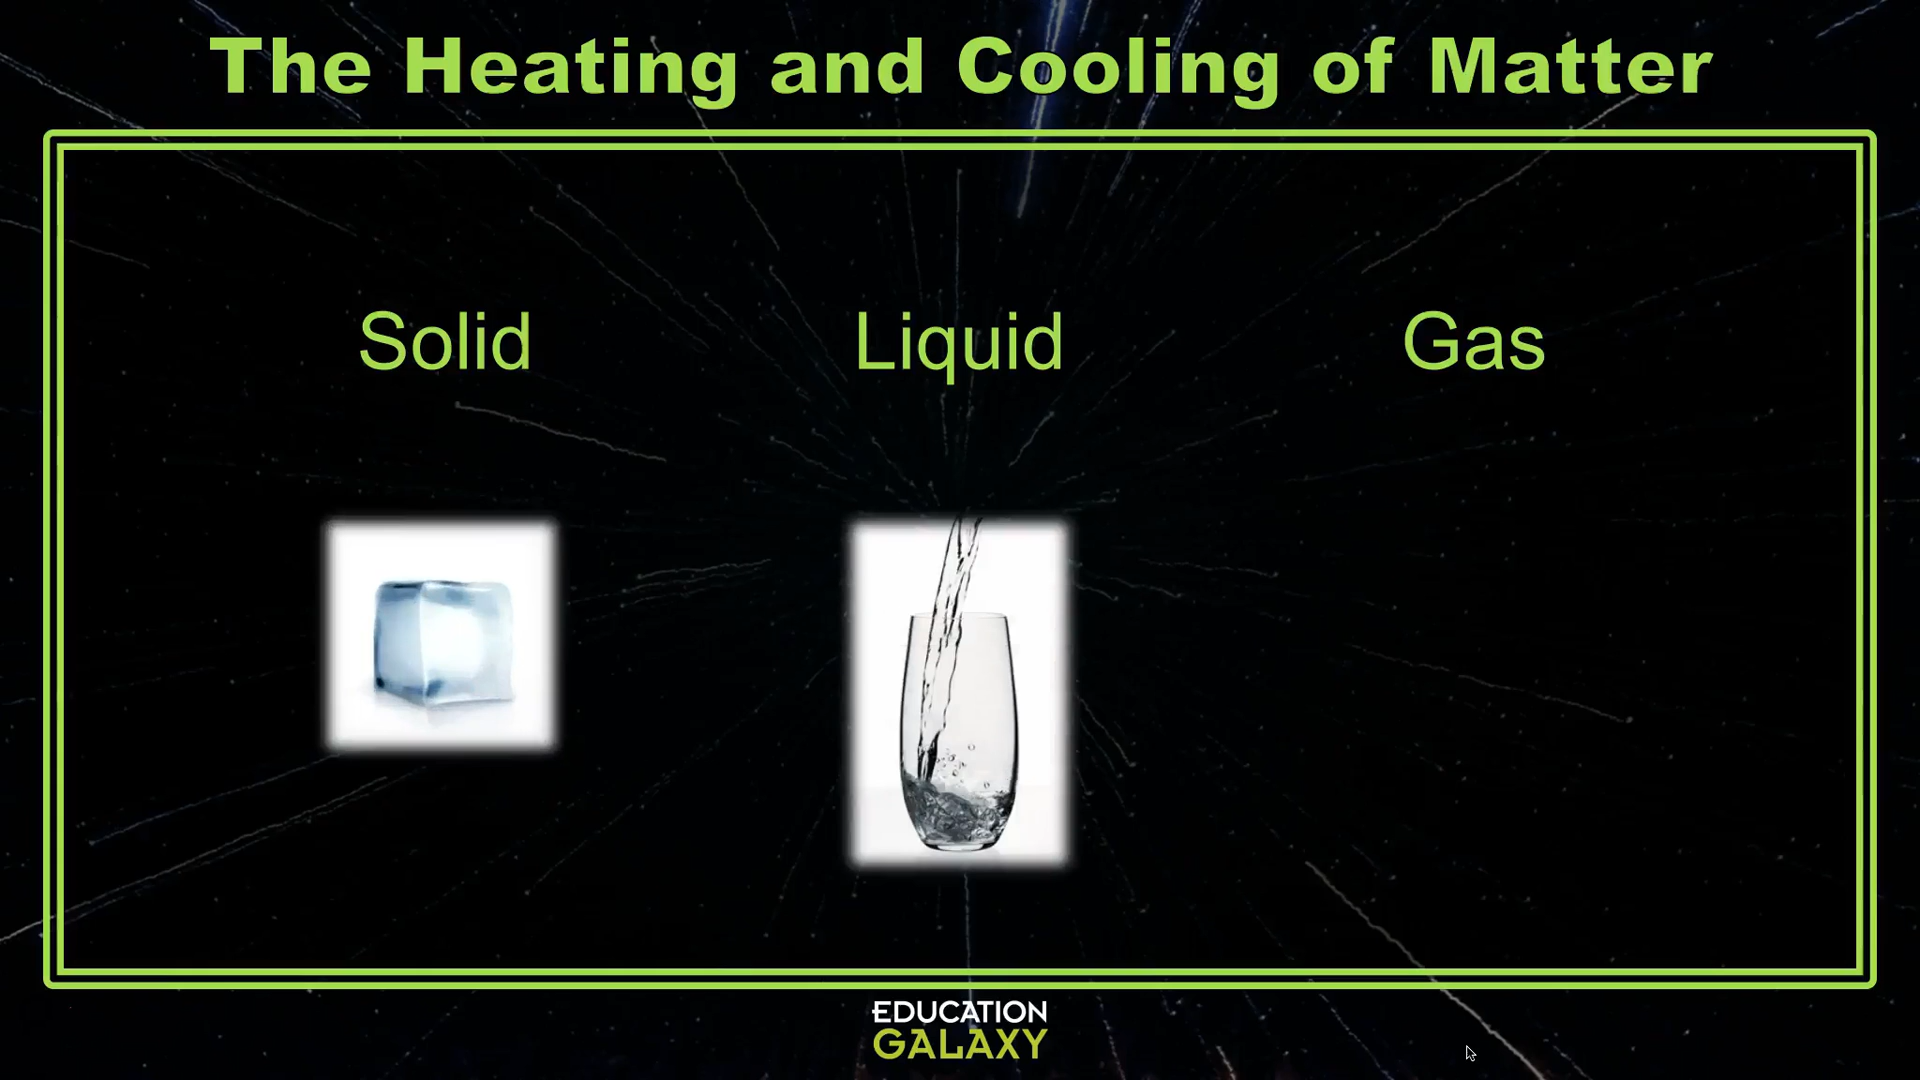 The Heating and Cooling of Matter
Solid
Liquid
Gas
EDUCATION
GALAXY